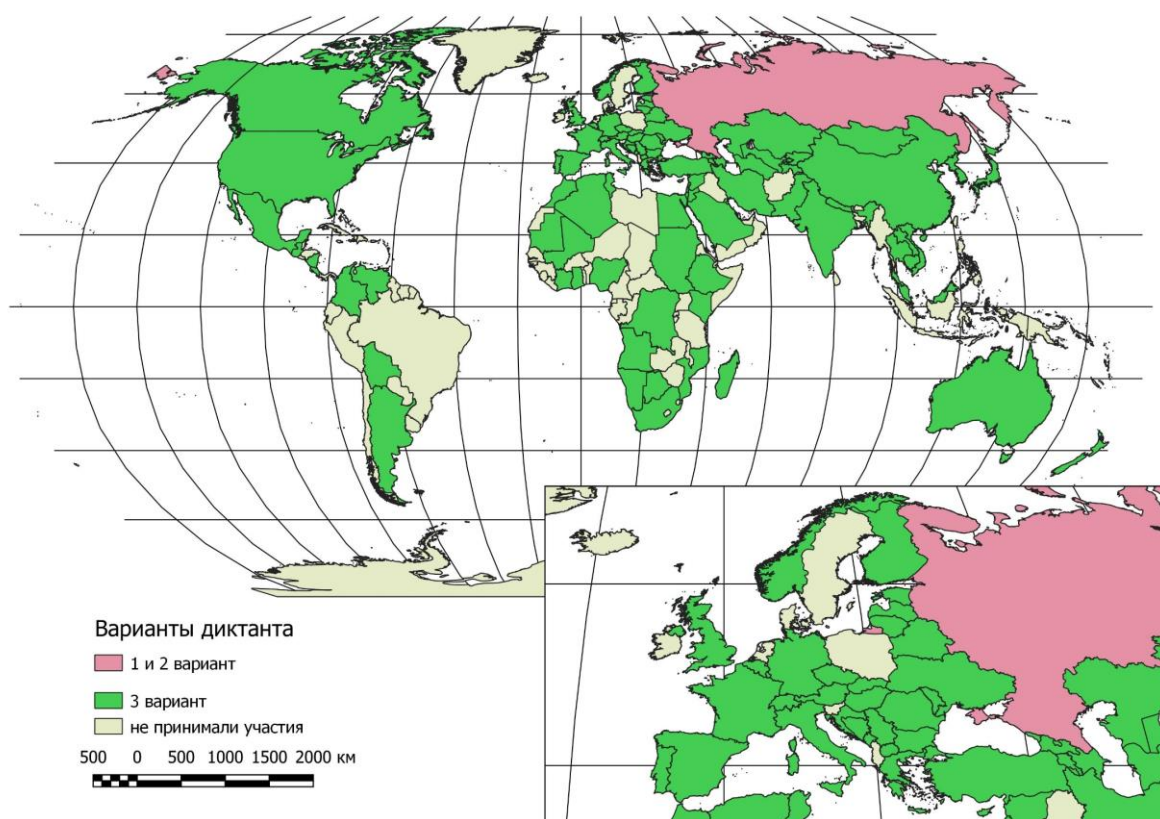 Варианты диктанта
1 и 2 вариант
3 вариант
не принимали участия
500 0 500 1000 1500 2000 км